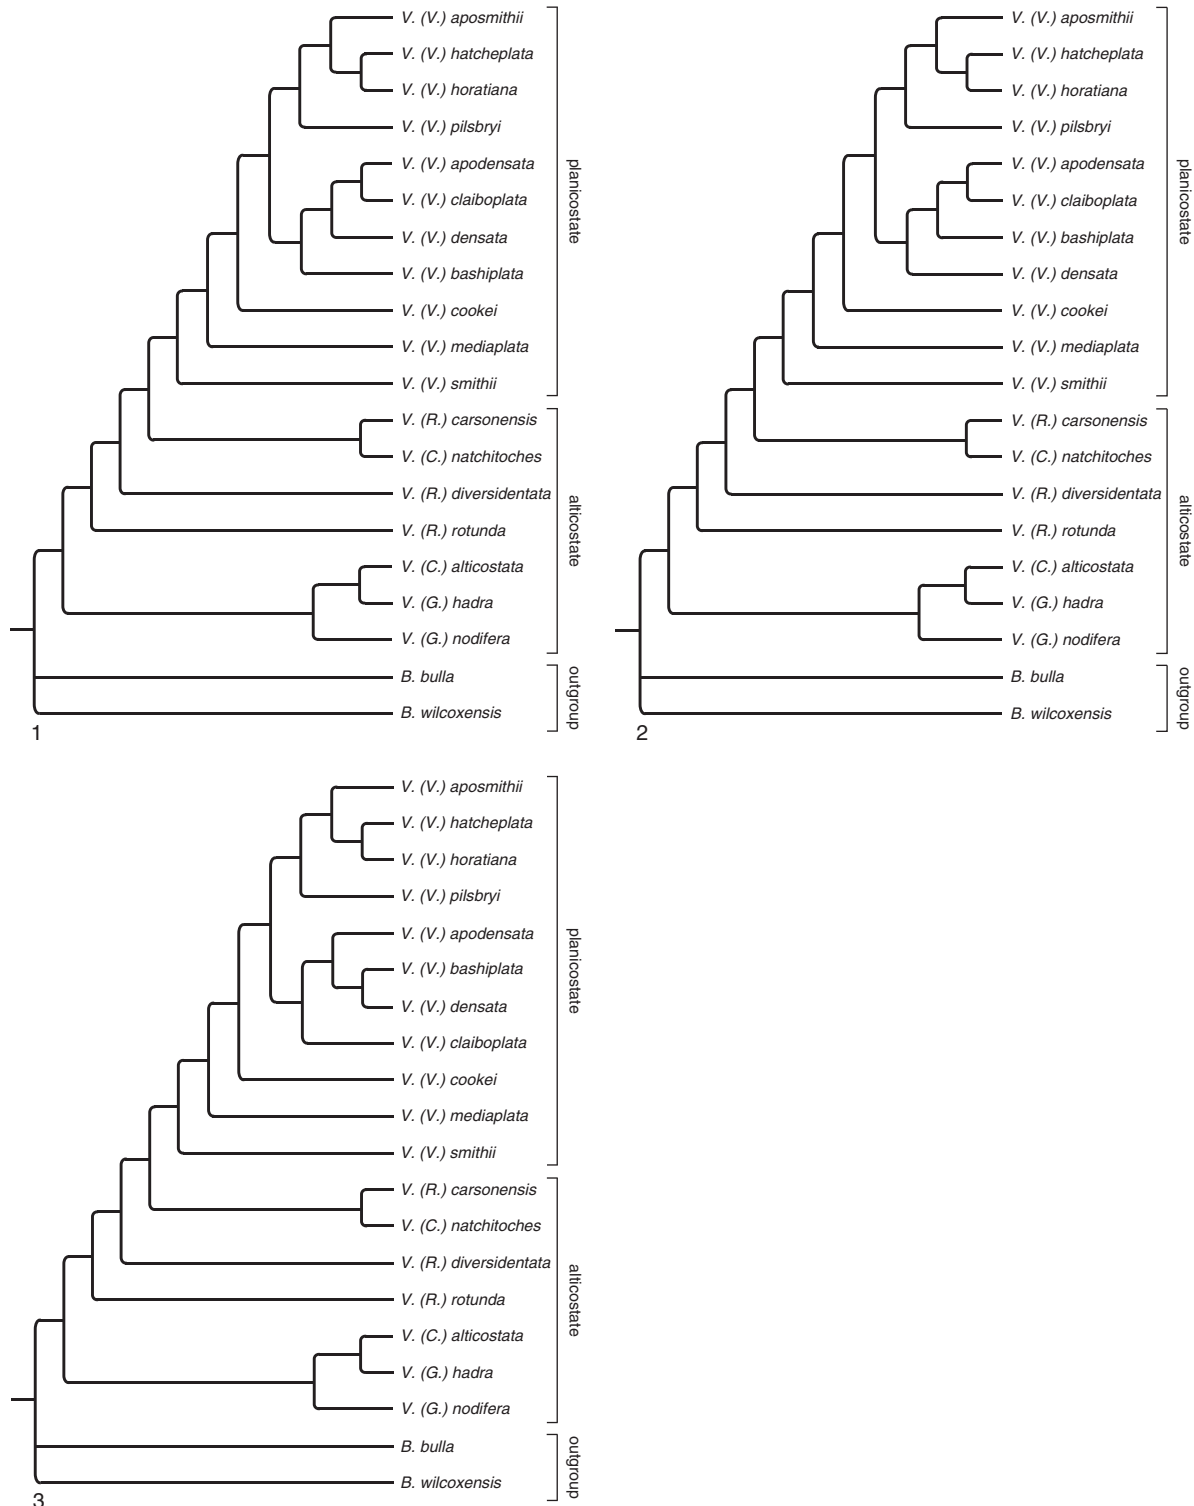 V. (V.) aposmithii
V. (V.) hatcheplata
V. (V.) horatiana
V. (V.) pilsbryi
V. (V.) apodensata
V. (V.) claiboplata
V. (V.) densata
V. (V.) bashiplata
V. (V.) cookei
V. (V.) mediaplata
V. (V.) smithii
planicostate
V. (R.) carsonensis
V. (C.) natchitoches
V. (R.) diversidentata
V. (R.) rotunda
V. (C.) alticostata
V. (G.) hadra
V. (G.) nodifera
alticostate
B. bulla
B. wilcoxensis
outgroup
1
V. (V.) aposmithii
V. (V.) hatcheplata
V. (V.) horatiana
V. (V.) pilsbryi
V. (V.) apodensata
V. (V.) claiboplata
V. (V.) bashiplata
V. (V.) densata
V. (V.) cookei
V. (V.) mediaplata
V. (V.) smithii
planicostate
V. (R.) carsonensis
V. (C.) natchitoches
V. (R.) diversidentata
V. (R.) rotunda
V. (C.) alticostata
V. (G.) hadra
V. (G.) nodifera
alticostate
B. bulla
B. wilcoxensis
outgroup
2
V. (V.) aposmithii
V. (V.) hatcheplata
V. (V.) horatiana
V. (V.) pilsbryi
V. (V.) apodensata
V. (V.) bashiplata
V. (V.) densata
V. (V.) claiboplata
V. (V.) cookei
V. (V.) mediaplata
V. (V.) smithii
planicostate
V. (R.) carsonensis
V. (C.) natchitoches
V. (R.) diversidentata
V. (R.) rotunda
V. (C.) alticostata
V. (G.) hadra
V. (G.) nodifera
alticostate
B. bulla
B. wilcoxensis
outgroup
3